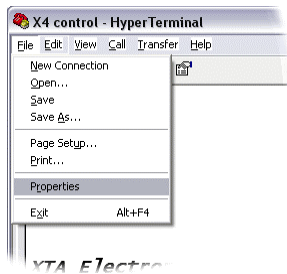 X4 control - HyperTerminal
File Edit View Call Transfer Help
New Connection
Open...
Save
Save As...
Page Setup...
Print...
Properties
Exit Alt+F4
XTA Electro